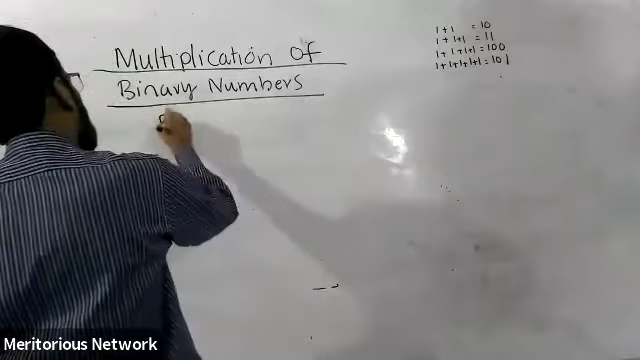 Multiplication of
Binary Numbers
1+1 = 10
1+1+1 = 11
1+1+1+1=100
1+1+1+1+1=101
Meritorious Network